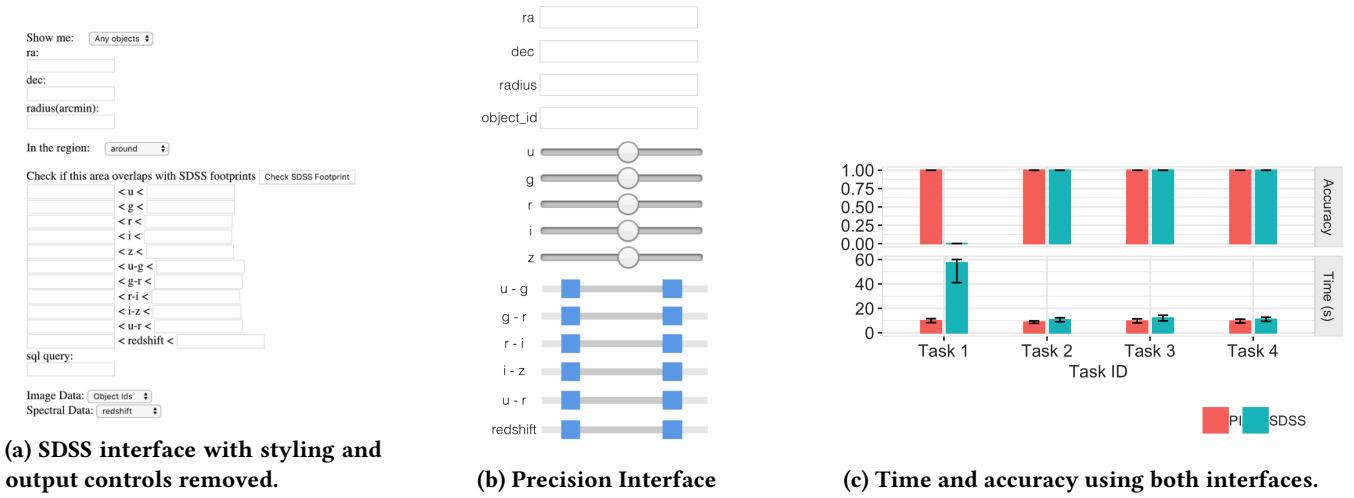 Show me: Any objects
ra:
dec:
radius(arcmin):
In the region: around
Check if this area overlaps with SDSS footprints Check SDSS Footprint
< u <
< g <
< r <
< i <
< z <
< u-g <
< g-r <
< r-i <
< i-z <
< u-r <
< redshift <
sql query:
Image Data: Object Ids
Spectral Data: redshift
(a) SDSS interface with styling and
output controls removed.
ra
dec
radius
object_id
u
g
r
i
z
u - g
g - r
r - i
i - z
u - r
redshift
(b) Precision Interface
1.00
0.75
0.50
0.25
0.00
Accuracy
60
40
20
0
Time (s)
Task 1 Task 2 Task 3 Task 4
Task ID
PI SDSS
(c) Time and accuracy using both interfaces.